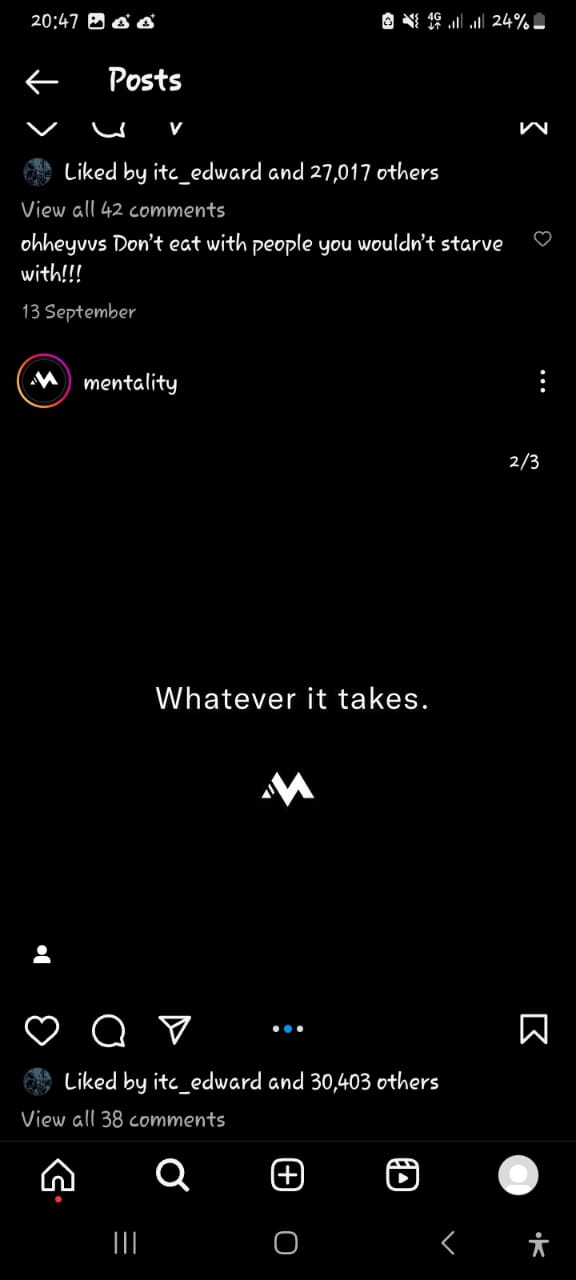 20:47 4G 24%
Posts
Liked by itc_edward and 27,017 others
View all 42 comments
ohheyvvs Don't eat with people you wouldn't starve
with!!!
13 September
mentality
2/3
Whatever it takes.
Liked by itc_edward and 30,403 others
View all 38 comments